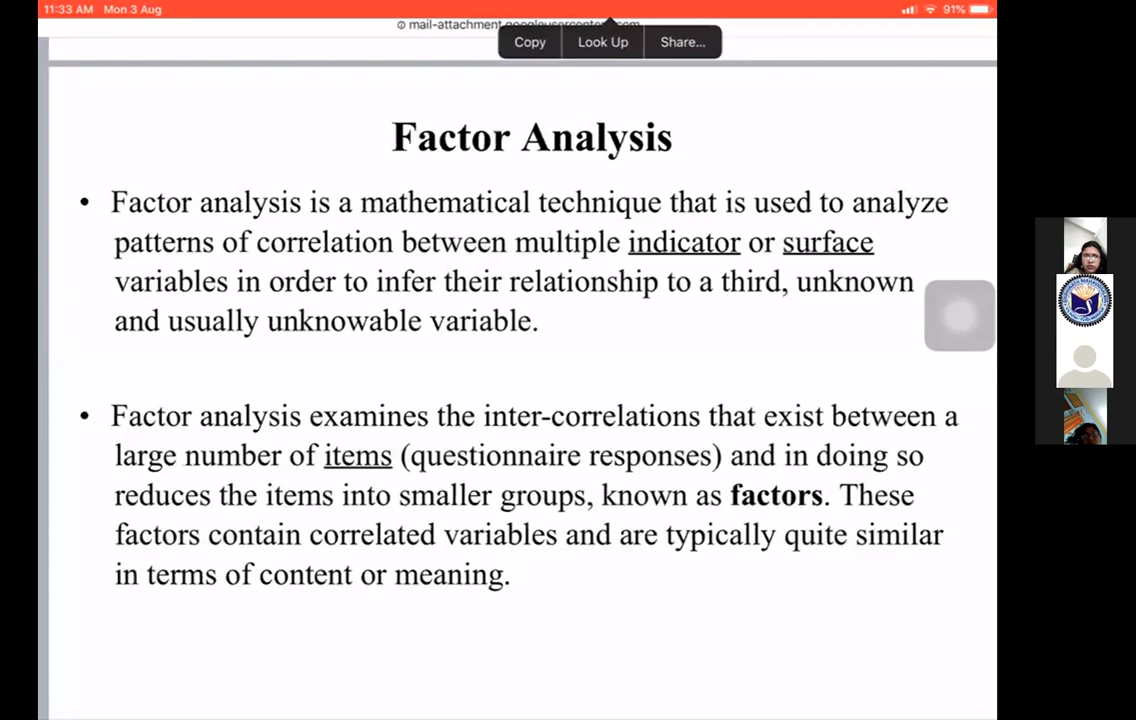 11:33 AM Mon 3 Aug
91%
mail-attachment.googleusercontent.com
Copy
Look Up
Share...
Factor Analysis
• Factor analysis is a mathematical technique that is used to analyze
patterns of correlation between multiple indicator or surface
variables in order to infer their relationship to a third, unknown
and usually unknowable variable.
• Factor analysis examines the inter-correlations that exist between a
large number of items (questionnaire responses) and in doing so
reduces the items into smaller groups, known as factors. These
factors contain correlated variables and are typically quite similar
in terms of content or meaning.